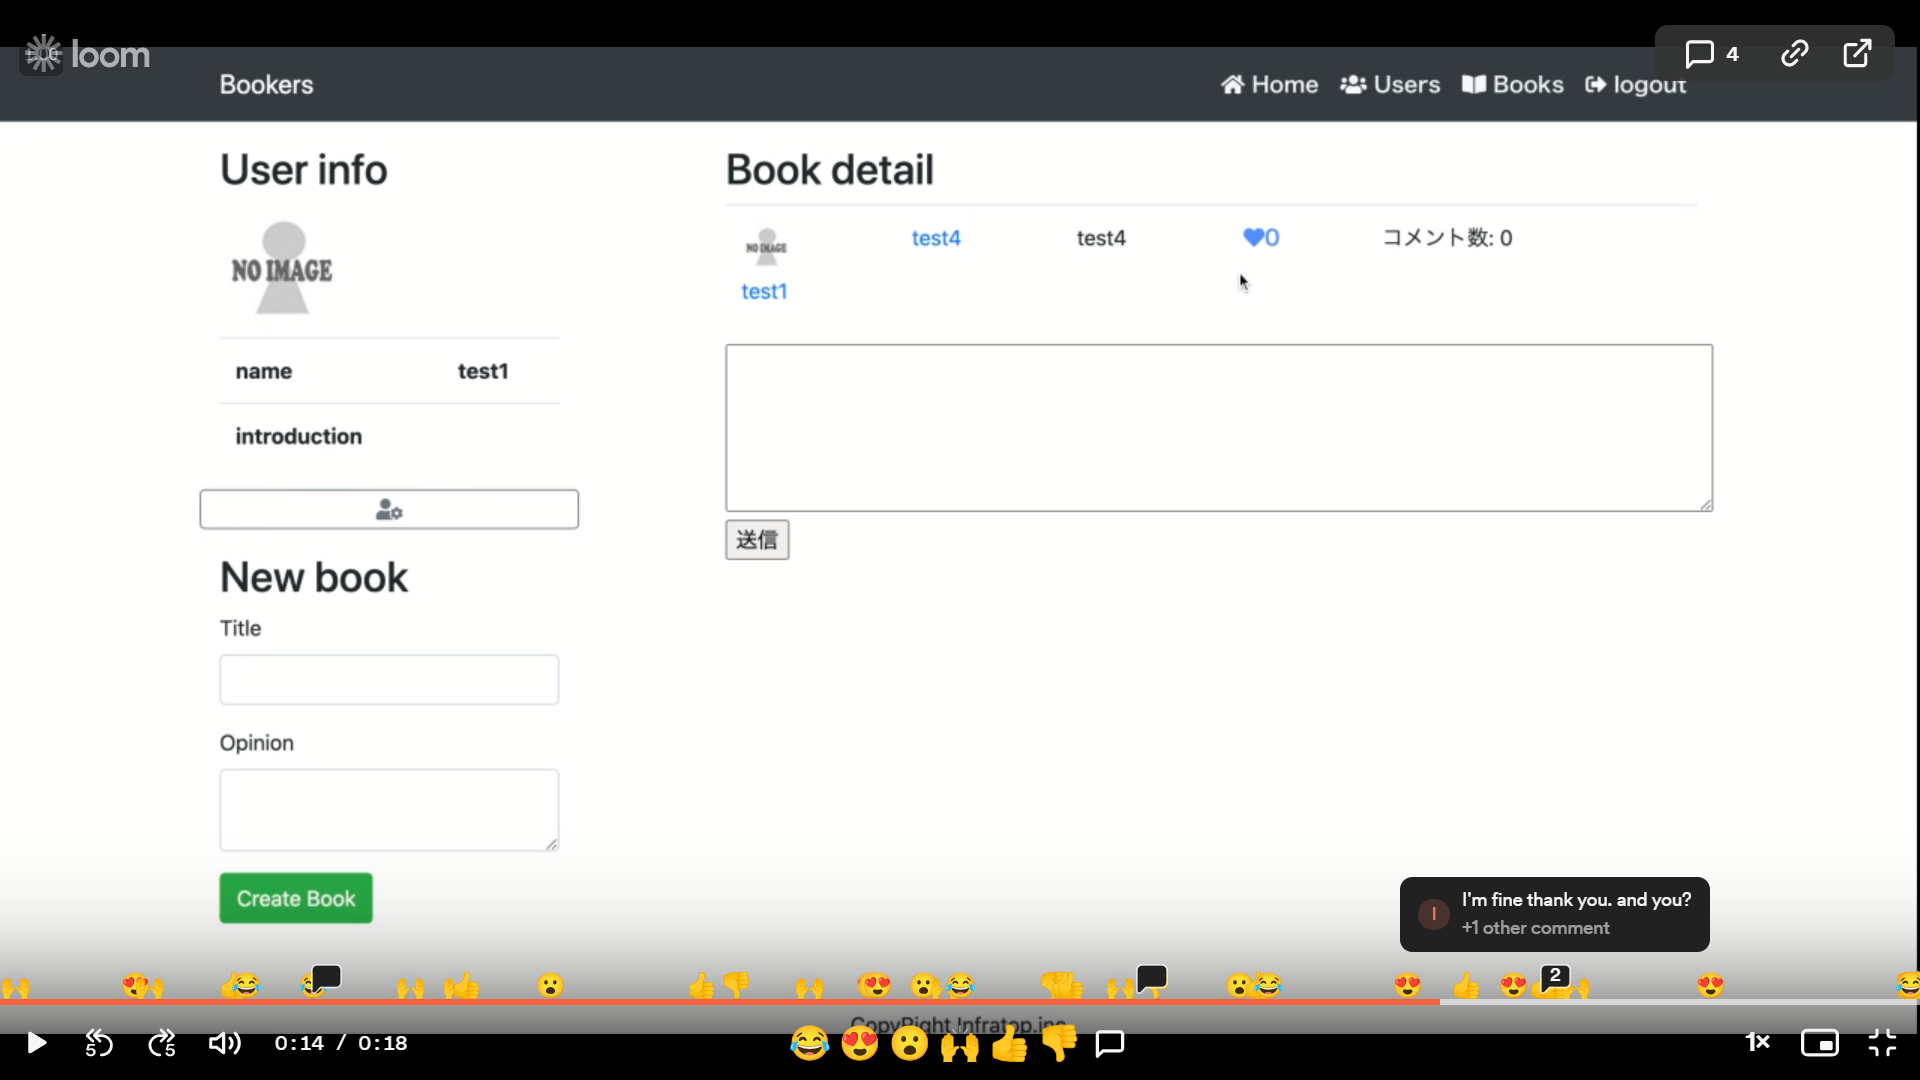 loom
4
Bookers
Home Users Books logout
User info
NO IMAGE
name test1
introduction
New book
Title
Opinion
Create Book
Book detail
NO IMAGE
test1
test4 test4 0 コメント数: 0
送信
I
I'm fine thank you. and you?
+1 other comment
2
CopyRight Infratop.inc
5 5 0:14 / 0:18
1×